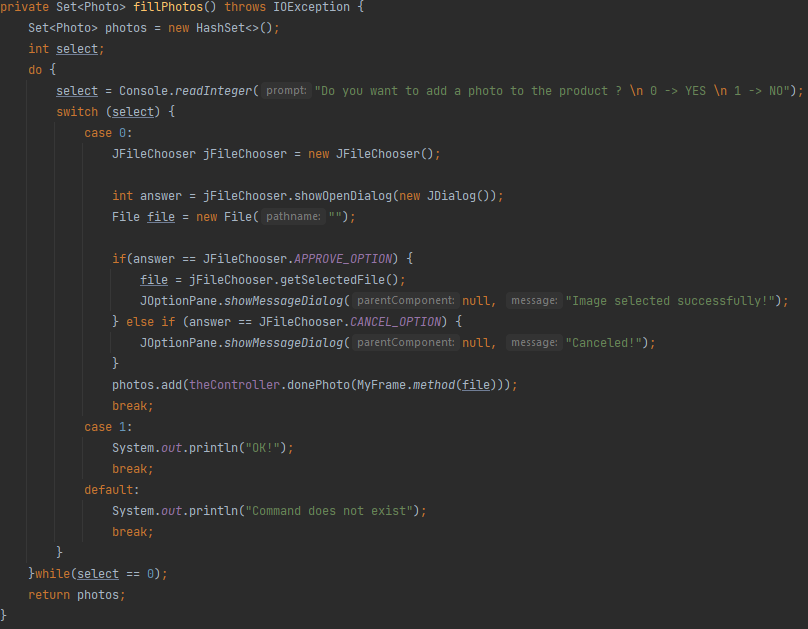 private Set<Photo> fillPhotos() throws IOException {
    Set<Photo> photos = new HashSet<>();
    int select;
    do {
        select = Console.readInteger( prompt: "Do you want to add a photo to the product ? \n 0 -> YES \n 1 -> NO");
        switch (select) {
            case 0:
                JFileChooser jFileChooser = new JFileChooser();

                int answer = jFileChooser.showOpenDialog(new JDialog());
                File file = new File( pathname: "");

                if(answer == JFileChooser.APPROVE_OPTION) {
                    file = jFileChooser.getSelectedFile();
                    JOptionPane.showMessageDialog( parentComponent: null, message: "Image selected successfully!");
                } else if (answer == JFileChooser.CANCEL_OPTION) {
                    JOptionPane.showMessageDialog( parentComponent: null, message: "Canceled!");
                }
                photos.add(theController.donePhoto(MyFrame.method(file)));
                break;
            case 1:
                System.out.println("OK!");
                break;
            default:
                System.out.println("Command does not exist");
                break;
        }
    }while(select == 0);
    return photos;
}